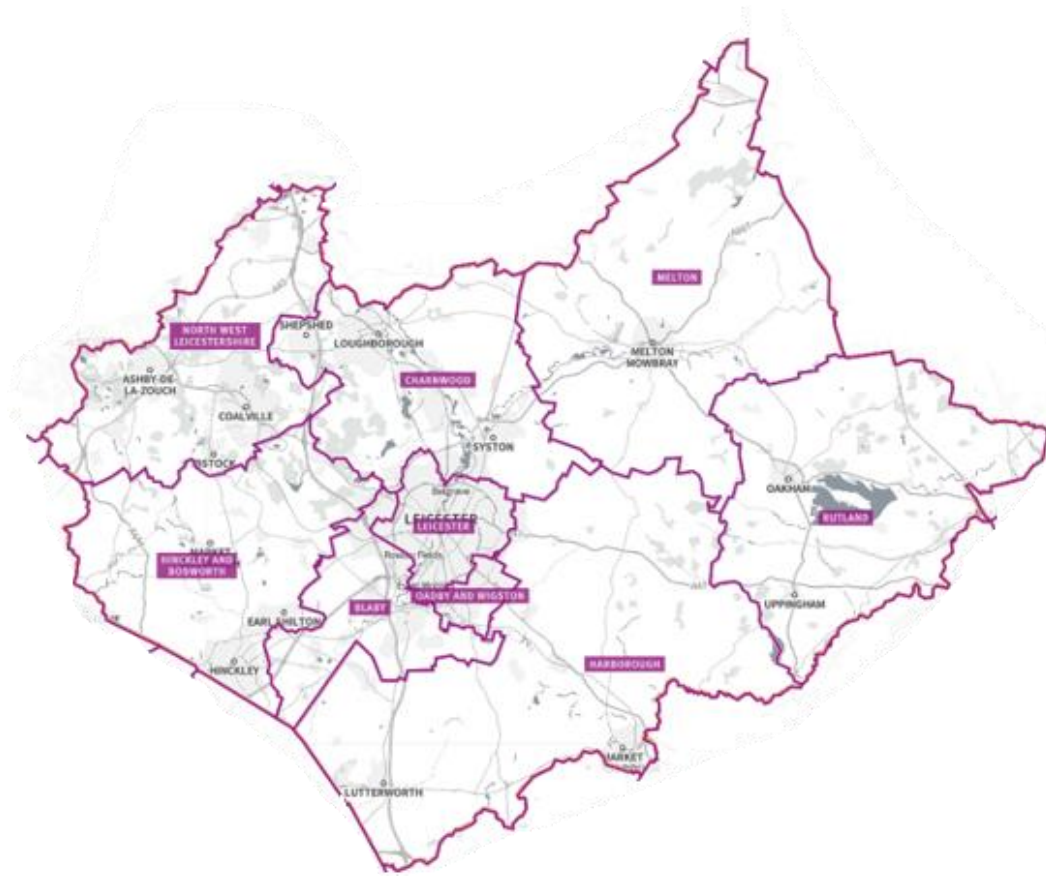 MELTON
NORTH WEST
LEICESTERSHIRE
SHEPSHED
LOUGHBOROUGH
MELTON
MOWBRAY
ASHBY-DE-
LA-ZOUCH
CHARNWOOD
COALVILLE
SYSTON
OAKHAM
Belgrave
RUTLAND
LEICESTER
HINCKLEY AND
BOSWORTH
OADBY AND WIGSTON
BLABY
UPPINGHAM
EARL SHILTON
HARBOROUGH
HINCKLEY
MARKET
LUTTERWORTH